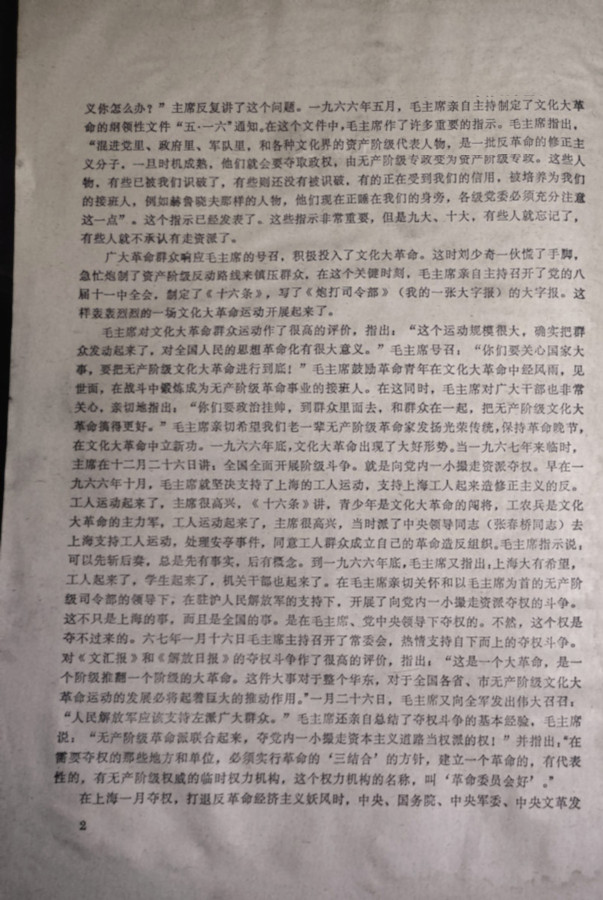 义你怎么办？”主席反复讲了这个问题。一九六六年五月，毛主席亲自主持制定了文化大革
命的纲领性文件“五·一六”通知。在这个文件中，毛主席作了许多重要的指示。毛主席指出，
“混进党里、政府里、军队里，和各种文化界的资产阶级代表人物，是一批反革命的修正主
义分子，一旦时机成熟，他们就会要夺取政权，由无产阶级专政变为资产阶级专政。这些人
物，有些已被我们识破了，有些则还没有被识破，有的正在受到我们的信用，被培养为我们
的接班人，例如赫鲁晓夫那样的人物，他们现在正睡在我们的身旁，各级党委必须充分注意
这一点”。这个指示已经发表了。这些指示非常重要，但是九大、十大，有些人就忘记了，
有些人就不承认有走资派了。
广大革命群众响应毛主席的号召，积极投入了文化大革命。这时刘少奇一伙慌了手脚，
急忙炮制了资产阶级反动路线来镇压群众，在这个关键时刻，毛主席亲自主持召开了党的八
届十一中全会，制定了《十六条》，写了《炮打司令部》（我的一张大字报）的大字报。这
样轰轰烈烈的一场文化大革命运动开展起来了。
毛主席对文化大革命群众运动作了很高的评价，指出：“这个运动规模很大，确实把群
众发动起来了，对全国人民的思想革命化有很大意义。”毛主席号召：“你们要关心国家大
事，要把无产阶级文化大革命进行到底！”毛主席鼓励革命青年在文化大革命中经风雨，见
世面，在战斗中锻炼成为无产阶级革命事业的接班人。在这同时，毛主席对广大干部也非常
关心，亲切地指出：“你们要政治挂帅，到群众里面去，和群众在一起，把无产阶级文化大
革命搞得更好。”毛主席亲切希望我们老一辈无产阶级革命家发扬光荣传统，保持革命晚节，
在文化大革命中立新功。一九六六年底，文化大革命出现了大好形势。当一九六七年来临时，
主席在十二月二十六日讲：全国全面开展阶级斗争。就是向党内一小撮走资派夺权。早在一
九六六年十月，毛主席就坚决支持了上海的工人运动，支持上海工人起来造修正主义的反。
工人运动起来了，主席很高兴，《十六条》讲，青少年是文化大革命的闯将，工农兵是文化
大革命的主力军，工人运动起来了，主席很高兴，当时派了中央领导同志（张春桥同志）去
上海支持工人运动，处理安亭事件，同意工人群众成立自己的革命造反组织。毛主席指示说：
可以先斩后奏，总是先有事实，后有概念。到一九六六年底，毛主席又指出：上海大有希望，
工人起来了，学生起来了，机关干部也起来了。在毛主席亲切关怀和以毛主席为首的无产阶
级司令部的领导下，在驻沪人民解放军的支持下，开展了向党内一小撮走资派夺权的斗争。
这不只是上海的事，而且是全国的事。是在毛主席、党中央领导下夺权的。不然，这个权是
夺不过来的。六七年一月十六日毛主席主持召开了常委会，热情支持自下而上的夺权斗争。
对《文汇报》和《解放日报》的夺权斗争作了很高的评价，指出：“这是一个大革命，是一
个阶级推翻一个阶级的大革命。这件大事对于整个华东，对于全国各省、市无产阶级文化大
革命运动的发展必将起着巨大的推动作用。”一月二十六日，毛主席又向全军发出伟大召召：
“人民解放军应该支持左派广大群众。”毛主席还亲自总结了夺权斗争的基本经验，毛主席
说：“无产阶级革命派联合起来，夺党内一小撮走资本主义道路当权派的权！”并指出：“在
需要夺权的那些地方和单位，必须实行革命的‘三结合’的方针，建立一个革命的，有代表
性的，有无产阶级权威的临时权力机构，这个权力机构的名称，叫‘革命委员会好’。”
在上海一月夺权，打退反革命经济主义妖风时，中央、国务院、中央军委、中央文革发
2